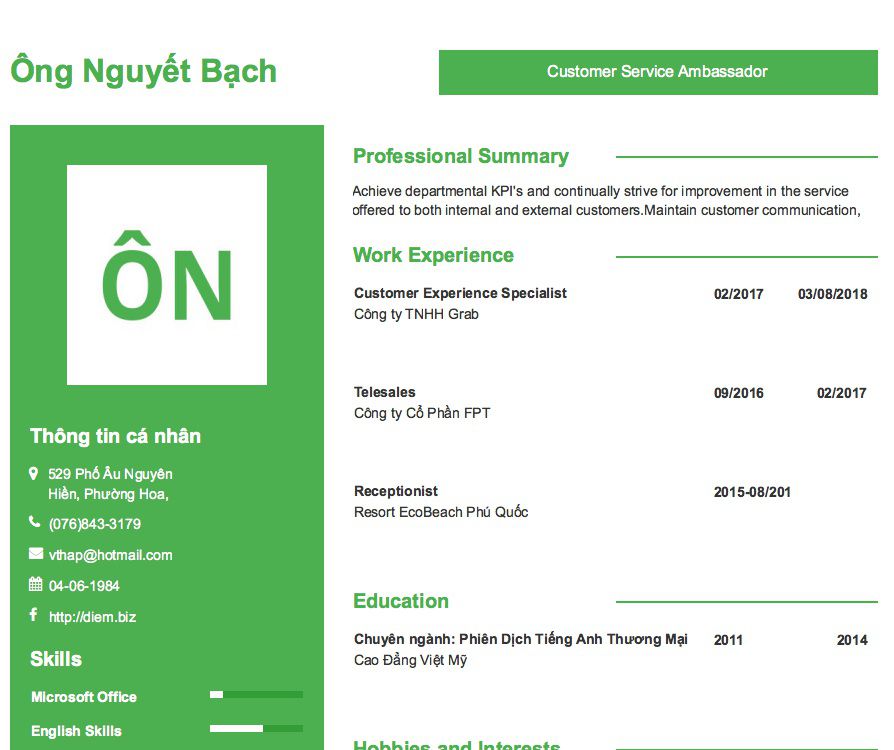 Ông Nguyết Bạch
Customer Service Ambassador
ÔN
Thông tin cá nhân
529 Phố Âu Nguyên
Hiền, Phường Hoa,
(076)843-3179
vthap@hotmail.com
04-06-1984
http://diem.biz
Skills
Microsoft Office
English Skills
Professional Summary
Achieve departmental KPI's and continually strive for improvement in the service
offered to both internal and external customers.Maintain customer communication,
Work Experience
Customer Experience Specialist 02/2017 03/08/2018
Công ty TNHH Grab
Telesales 09/2016 02/2017
Công ty Cổ Phần FPT
Receptionist 2015-08/201
Resort EcoBeach Phú Quốc
Education
Chuyên ngành: Phiên Dịch Tiếng Anh Thương Mại 2011 2014
Cao Đẳng Việt Mỹ
Hobbies and Interests